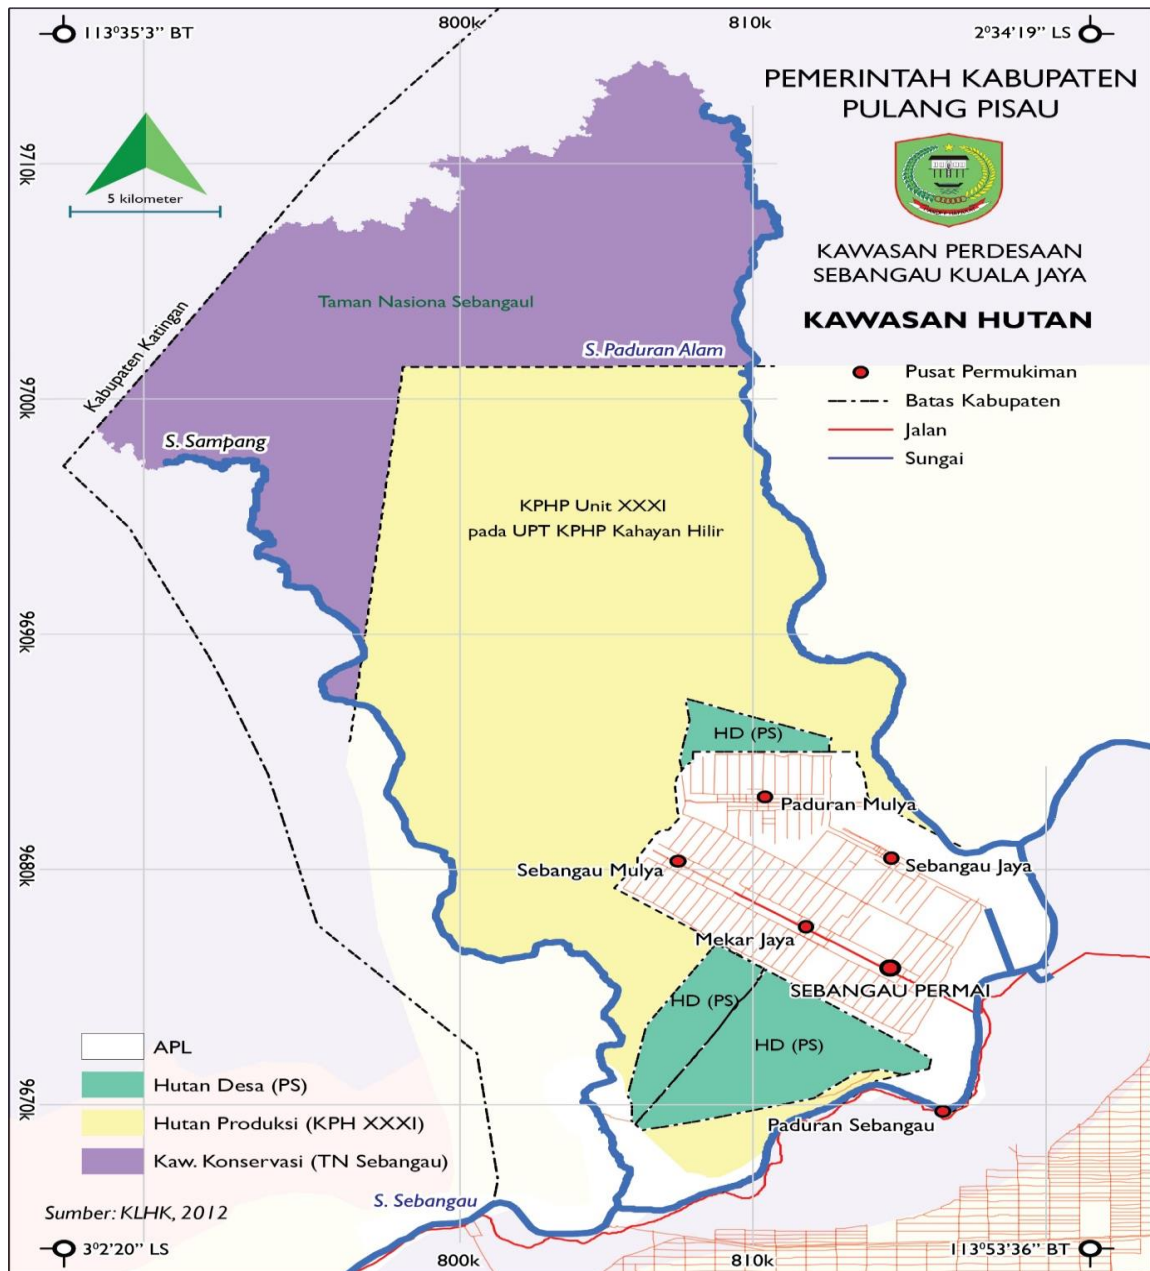 800k
810k
113°35'3" BT
2°34'19" LS
PEMERINTAH KABUPATEN
PULANG PISAU
9710k
5 kilometer
KAWASAN PERDESAAN
SEBANGAU KUALA JAYA
Taman Nasiona Sebangaul
KAWASAN HUTAN
Kabupaten Katingan
S. Paduran Alam
Pusat Permukiman
Batas Kabupaten
Jalan
Sungai
9700k
S. Sampang
KPHP Unit XXXI
pada UPT KPHP Kahayan Hilir
9690k
HD (PS)
Paduran Mulya
Sebangau Mulya
Sebangau Jaya
9680k
Mekar Jaya
HD (PS)
SEBANGAU PERMAI
HD (PS)
APL
Hutan Desa (PS)
Hutan Produksi (KPH XXXI)
Kaw. Konservasi (TN Sebangau)
9670k
Paduran Sebangau
S. Sebangau
Sumber: KLHK, 2012
3°2'20" LS
800k
810k
113°53'36" BT